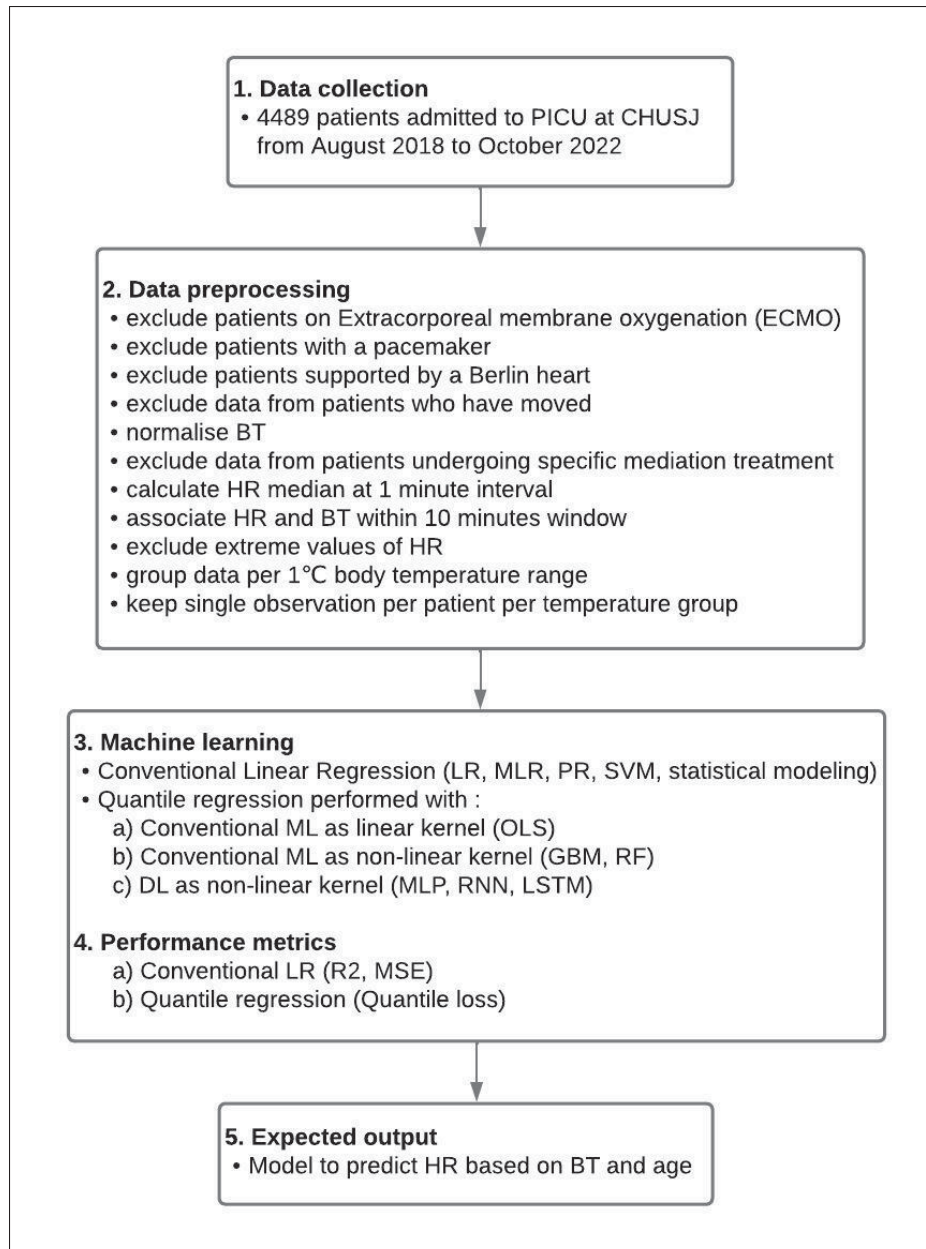 1. Data collection
• 4489 patients admitted to PICU at CHUSJ
from August 2018 to October 2022
2. Data preprocessing
• exclude patients on Extracorporeal membrane oxygenation (ECMO)
• exclude patients with a pacemaker
• exclude patients supported by a Berlin heart
• exclude data from patients who have moved
• normalise BT
• exclude data from patients undergoing specific mediation treatment
• calculate HR median at 1 minute interval
• associate HR and BT within 10 minutes window
• exclude extreme values of HR
• group data per 1℃ body temperature range
• keep single observation per patient per temperature group
3. Machine learning
• Conventional Linear Regression (LR, MLR, PR, SVM, statistical modeling)
• Quantile regression performed with :
a) Conventional ML as linear kernel (OLS)
b) Conventional ML as non-linear kernel (GBM, RF)
c) DL as non-linear kernel (MLP, RNN, LSTM)
4. Performance metrics
a) Conventional LR (R2, MSE)
b) Quantile regression (Quantile loss)
5. Expected output
• Model to predict HR based on BT and age